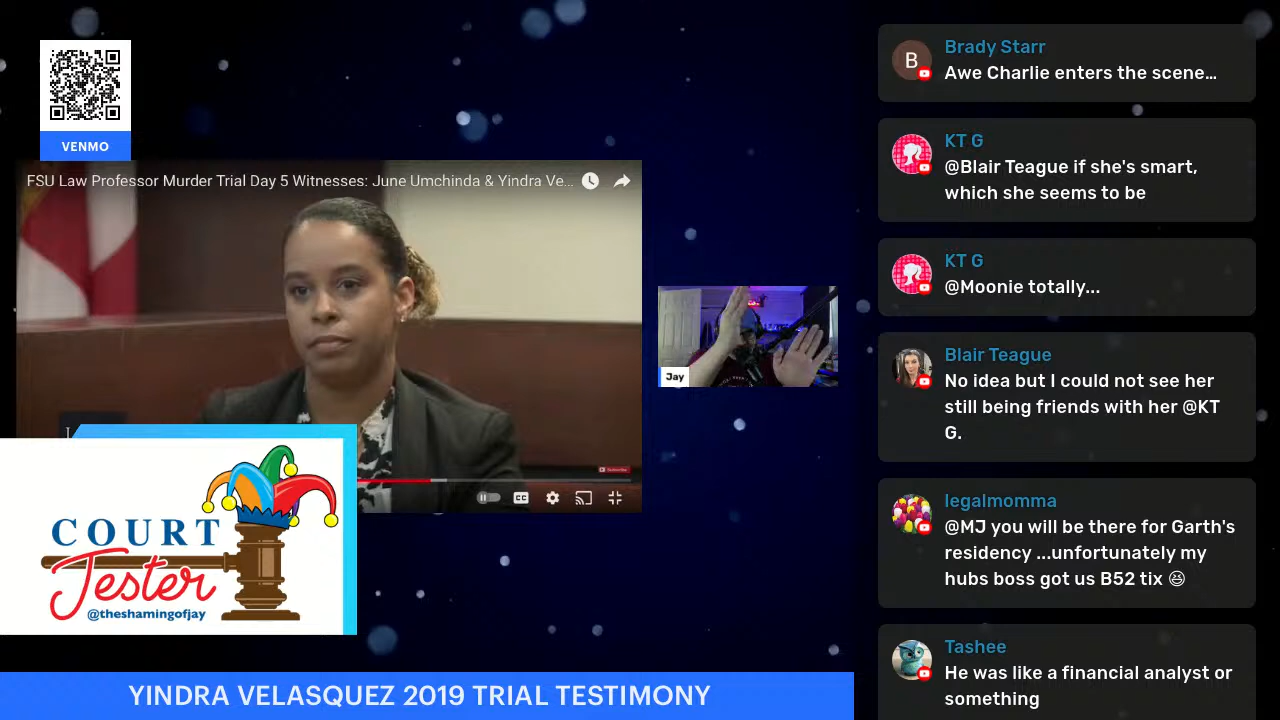 VENMO
FSU Law Professor Murder Trial Day 5 Witnesses: June Umchinda & Yindra Ve...
CC
Jay
COURT
Jester
@theshamingofjay
YINDRA VELASQUEZ 2019 TRIAL TESTIMONY
B
Brady Starr
Awe Charlie enters the scene...
KT G
@Blair Teague if she's smart,
which she seems to be
KT G
@Moonie totally...
Blair Teague
No idea but I could not see her
still being friends with her @KT
G.
legalmomma
@MJ you will be there for Garth's
residency ...unfortunately my
hubs boss got us B52 tix 😆
Tashee
He was like a financial analyst or
something